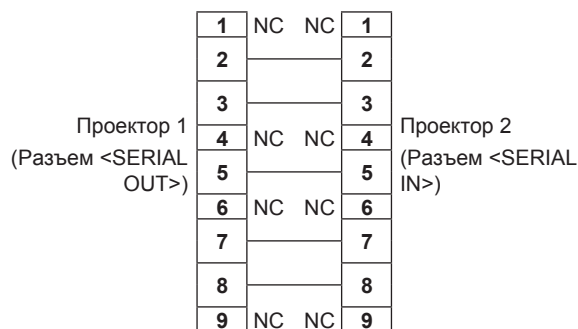 1 NC NC 1
2 2
3 3
Проектор 1
(Разъем <SERIAL
OUT>)
4 NC NC 4
5 5
Проектор 2
(Разъем <SERIAL
IN>)
6 NC NC 6
7 7
8 8
9 NC NC 9